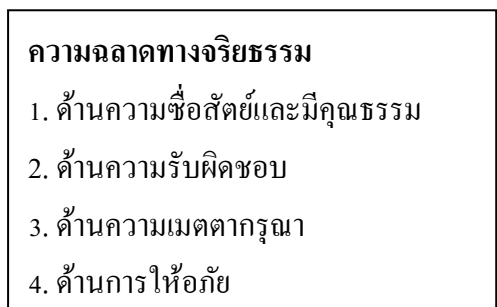 ความฉลาดทางจริยธรรม
1. ด้านความซื่อสัตย์และมีคุณธรรม
2. ด้านความรับผิดชอบ
3. ด้านความเมตตากรุณา
4. ด้านการให้อภัย